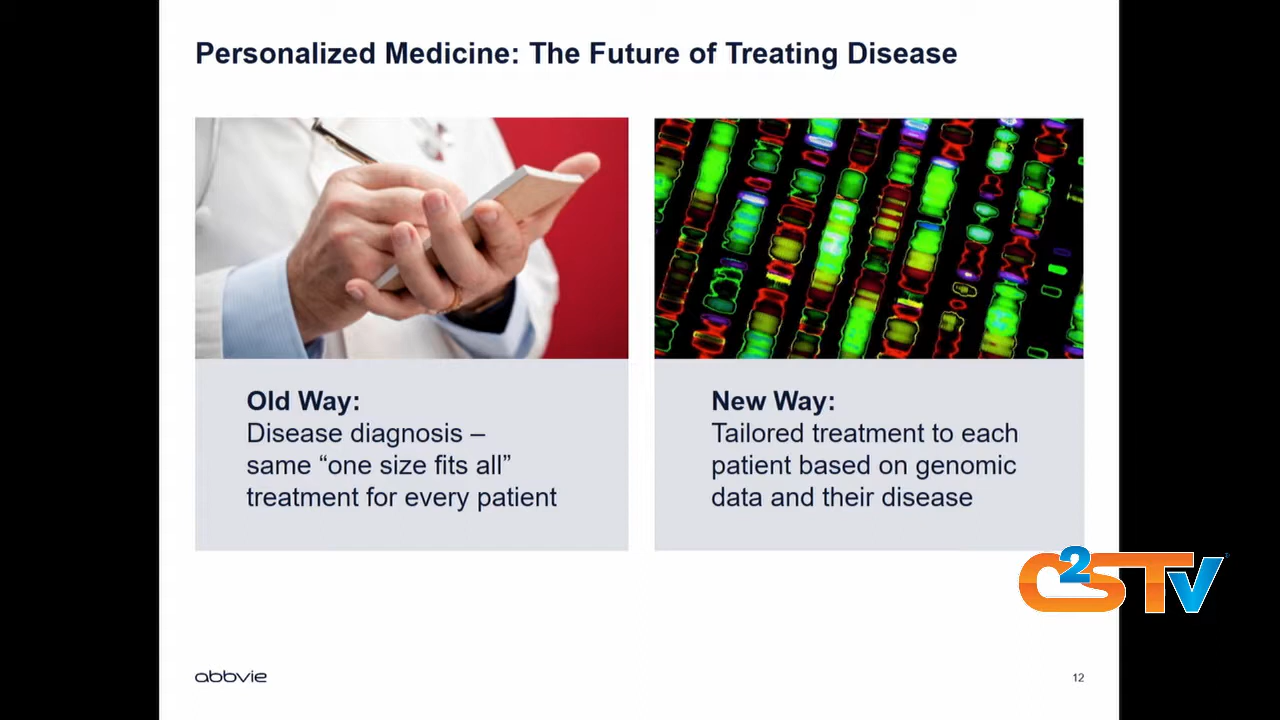 Personalized Medicine: The Future of Treating Disease
Old Way:
Disease diagnosis –
same “one size fits all”
treatment for every patient
New Way:
Tailored treatment to each
patient based on genomic
data and their disease
C2STV
abbvie
12